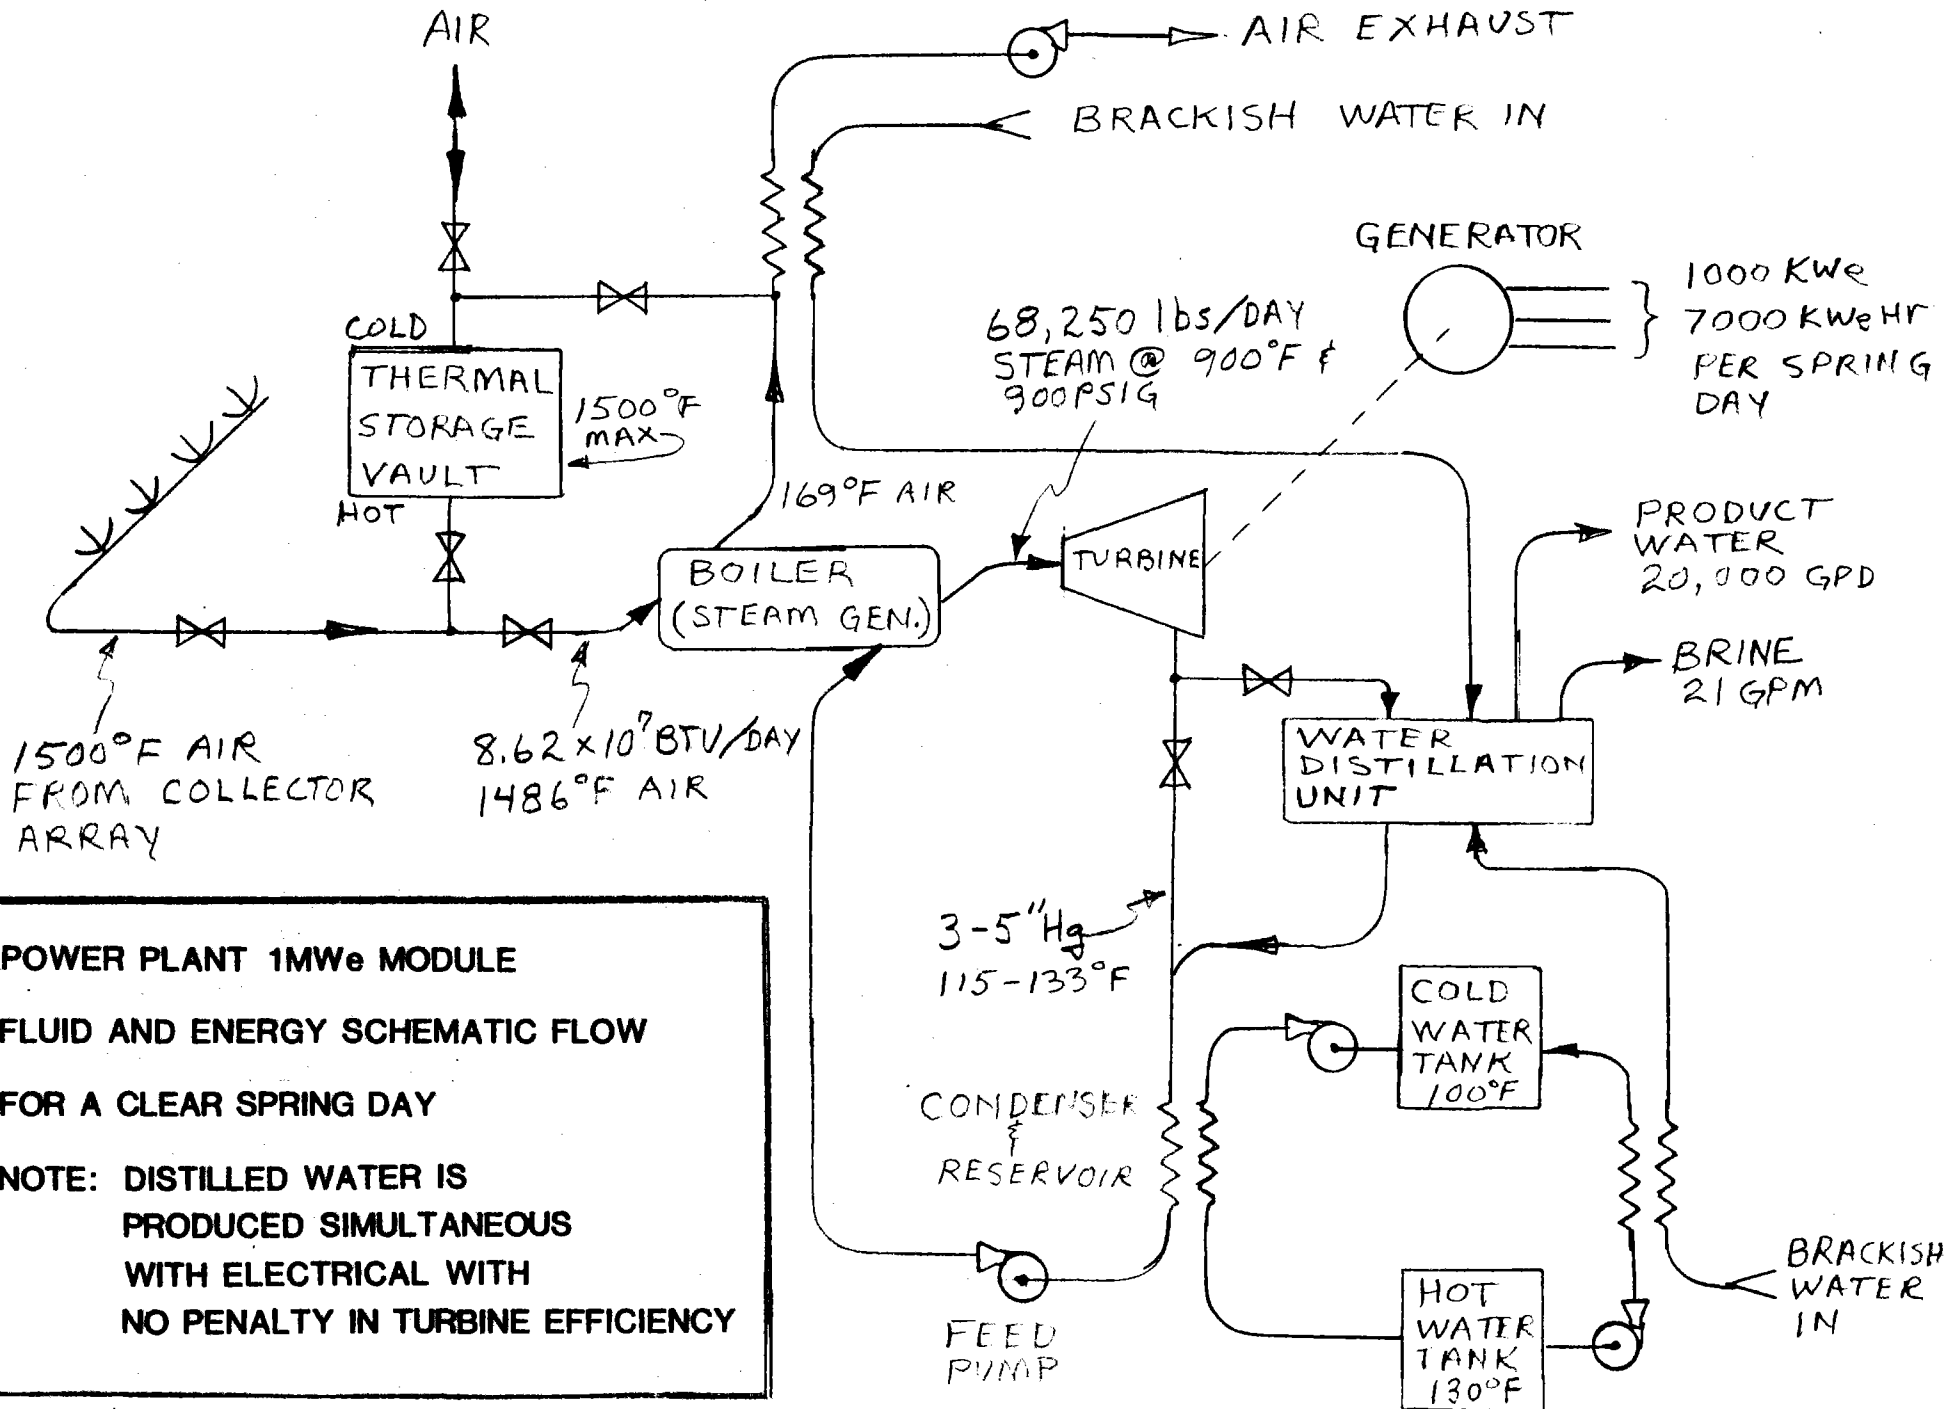 AIR
AIR EXHAUST
BRACKISH WATER IN
GENERATOR
1000 KWe
7000 KWeHr
PER SPRING
DAY
68,250 lbs/DAY
STEAM @ 900°F &
900PSIG
COLD
THERMAL
STORAGE
VAULT
HOT
1500°F
MAX
169°F AIR
BOILER
(STEAM GEN.)
TURBINE
PRODUCT
WATER
20,000 GPD
BRINE
21 GPM
WATER
DISTILLATION
UNIT
1500°F AIR
FROM COLLECTOR
ARRAY
8.62 x 10⁷ BTU/DAY
1486°F AIR
3-5"Hg
115-133°F
COLD
WATER
TANK
100°F
CONDENSER
&
RESERVOIR
BRACKISH
WATER
IN
HOT
WATER
TANK
130°F
FEED
PUMP
POWER PLANT 1MWe MODULE
FLUID AND ENERGY SCHEMATIC FLOW
FOR A CLEAR SPRING DAY
NOTE: DISTILLED WATER IS
PRODUCED SIMULTANEOUS
WITH ELECTRICAL WITH
NO PENALTY IN TURBINE EFFICIENCY